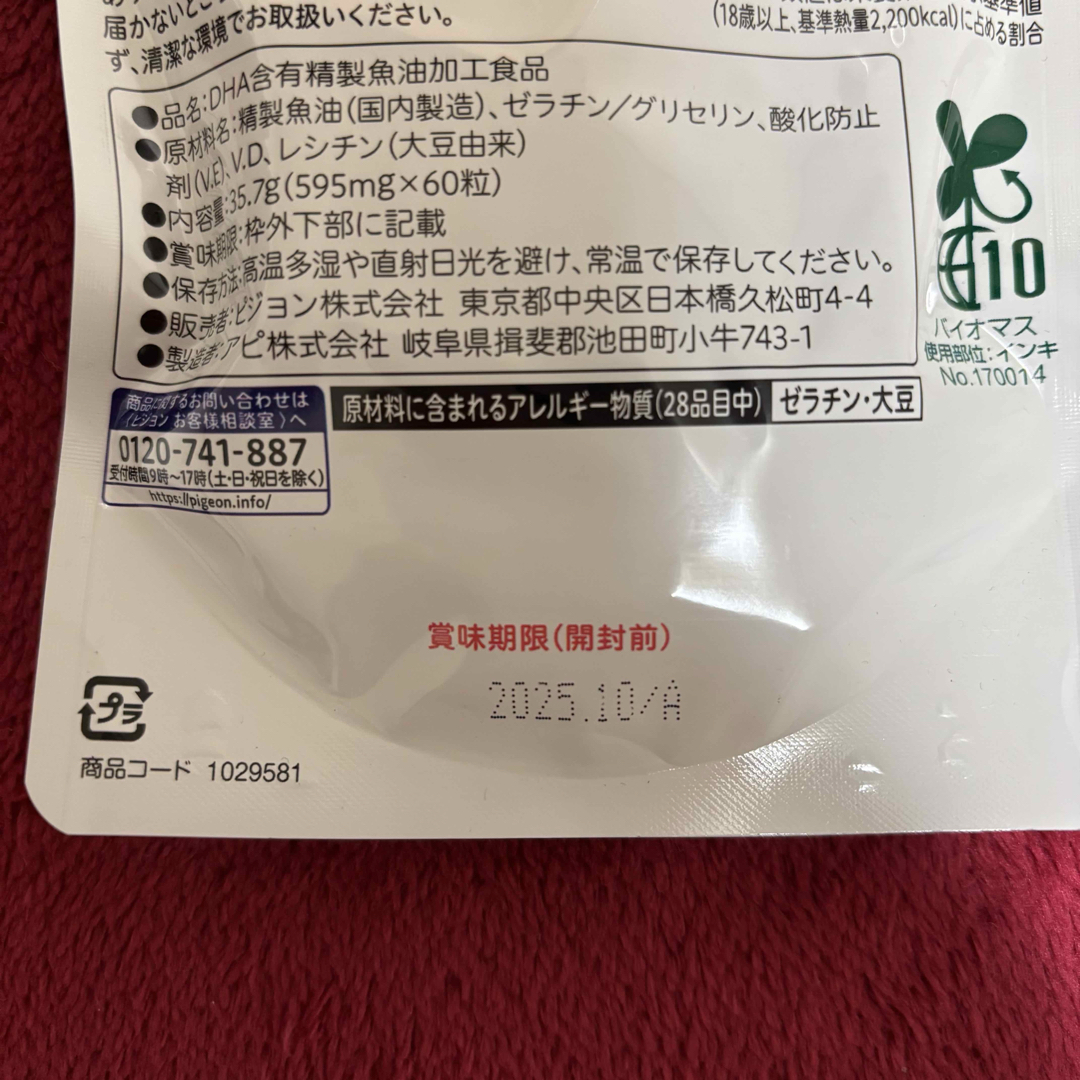 届かないところ
ず、清潔な環境でお取扱いください。
基準値
(18歳以上、基準熱量2,200kcal)に占める割合
●品名:DHA含有精製魚油加工食品
●原材料名:精製魚油(国内製造)、ゼラチン/グリセリン、酸化防止
剤(V.E)、V.D、レシチン(大豆由来)
●内容量:35.7g(595mg×60粒)
●賞味期限:枠外下部に記載
●保存方法:高温多湿や直射日光を避け、常温で保存してください。
●販売者:ピジョン株式会社 東京都中央区日本橋久松町4-4
●製造者:アピ株式会社 岐阜県揖斐郡池田町小牛743-1
10
バイオマス
使用部位:インキ
No.170014
商品に関するお問い合わせは
〈ピジョン お客様相談室〉へ
0120-741-887
受付時間9時～17時(土・日・祝日を除く)
https://pigeon.info/
原材料に含まれるアレルギー物質(28品目中) ゼラチン・大豆
賞味期限(開封前)
2025.10/A
プラ
商品コード 1029581